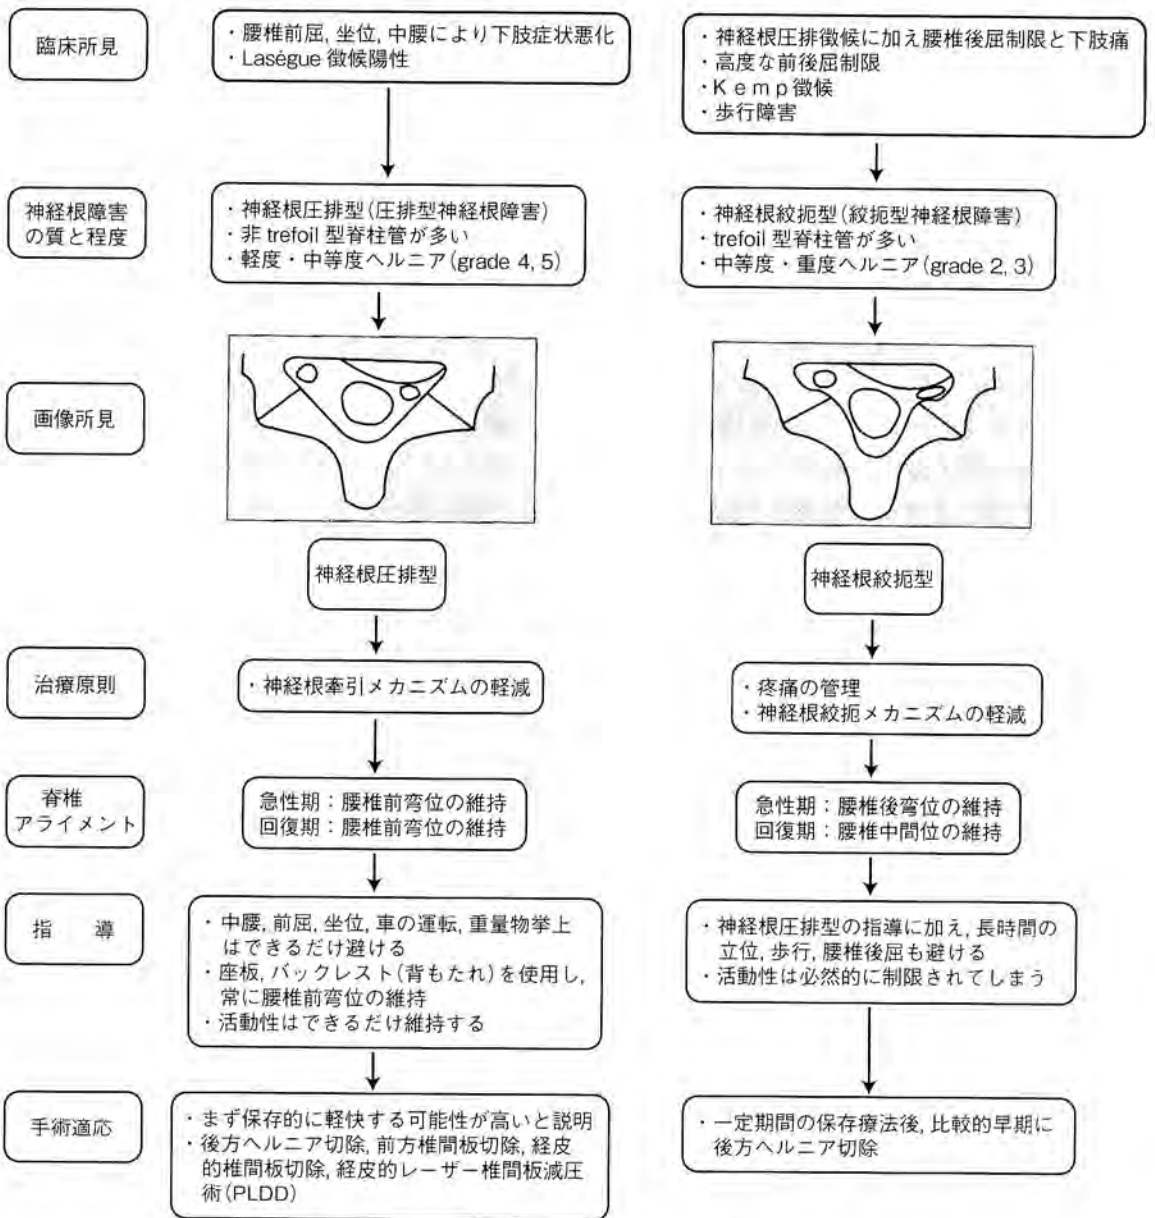 臨床所見
・腰椎前屈, 坐位, 中腰により下肢症状悪化
・Laségue 徴候陽性
・神経根圧排徴候に加え腰椎後屈制限と下肢痛
・高度な前後屈制限
・Kemp徴候
・歩行障害
神経根障害
の質と程度
・神経根圧排型(圧排型神経根障害)
・非 trefoil 型脊柱管が多い
・軽度・中等度ヘルニア(grade 4, 5)
・神経根絞扼型(絞扼型神経根障害)
・trefoil 型脊柱管が多い
・中等度・重度ヘルニア(grade 2, 3)
画像所見
神経根圧排型
神経根絞扼型
治療原則
・神経根牽引メカニズムの軽減
・疼痛の管理
・神経根絞扼メカニズムの軽減
脊椎
アライメント
急性期：腰椎前弯位の維持
回復期：腰椎前弯位の維持
急性期：腰椎後弯位の維持
回復期：腰椎中間位の維持
指　導
・中腰, 前屈, 坐位, 車の運転, 重量物挙上
はできるだけ避ける
・座板, バックレスト(背もたれ)を使用し,
常に腰椎前弯位の維持
・活動性はできるだけ維持する
・神経根圧排型の指導に加え, 長時間の
立位, 歩行, 腰椎後屈も避ける
・活動性は必然的に制限されてしまう
手術適応
・まず保存的に軽快する可能性が高いと説明
・後方ヘルニア切除, 前方椎間板切除, 経皮
的椎間板切除, 経皮的レーザー椎間板減圧
術(PLDD)
・一定期間の保存療法後, 比較的早期に
後方ヘルニア切除